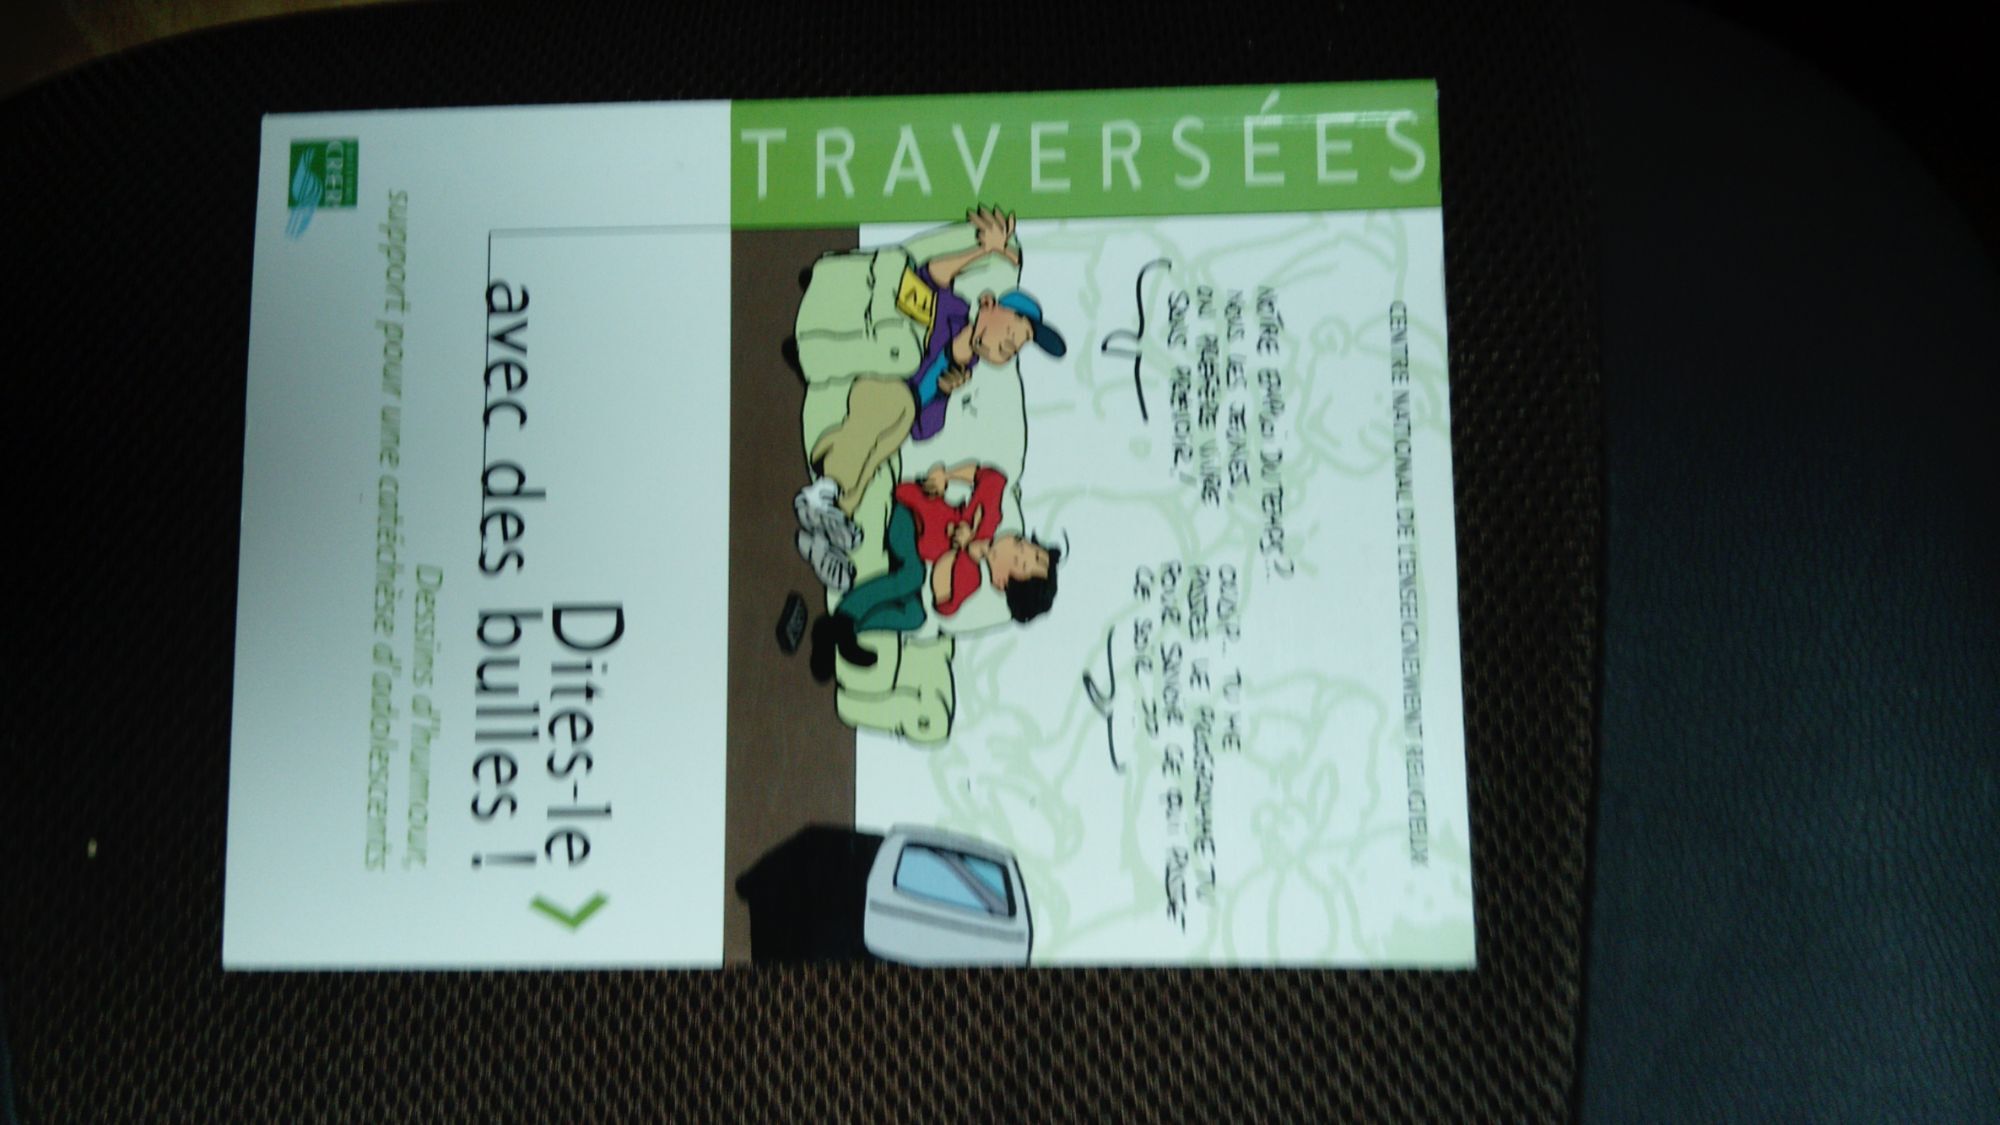 CENTRE NATIONAL DE L'ENSEIGNEMENT RELIGIEUX
TRAVERSÉES
NOTRE EMPLOI DU TEMPS?..
NOUS LES JEUNES,
ON PRÉFÈRE VIVRE
SANS PRÉVOIR!
OUAIP.. TU ME
PASSES LE PROGRAMME TV
POUR SAVOIR CE QUI PASSE
CE SOIR ??
Dites-le
avec des bulles !
Dessins d'humour,
support pour une catéchèse d'adolescents
CRER